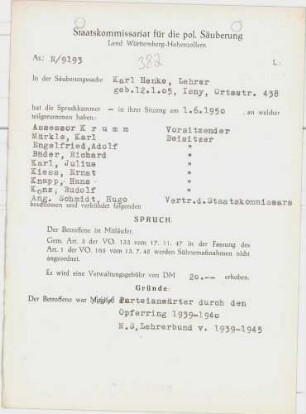 Staatskommissariat für die pol. Säuberung
Land Württemberg-Hohenzollern
Az: R/9193 382 L.
In der Säuberungssache Karl Henke, Lehrer
geb.12.1.05, Isny, Ortsstr. 438
hat die Spruchkammer — in ihrer Sitzung am 1.6.1950 , an welcher
teilgenommen haben:
Assessor K r u m m Vorsitzender
Märkle, Karl Beisitzer
Engelfried,Adolf "
Bäder, Richard "
Karl, Julius "
Kiess, Ernst "
Knapp, Hans "
Konz, Rudolf "
Ang. Schmidt, Hugo Vertr.d.Staatskommissars
beschlossen und verkündet folgenden
SPRUCH:
Der Betroffene ist Mitläufer.
Gem. Art. 2 der VO. 133 vom 17. 11. 47 in der Fassung des
Art. 1 der VO. 165 vom 13. 7. 48 werden Sühnemaßnahmen nicht
angeordnet.
Es wird eine Verwaltungsgebühr von DM 20.-- erhoben.
Gründe:
Der Betroffene war Parteianwärter durch den
Opferring 1939-1940
N.S,Lehrerbund v. 1939-1945